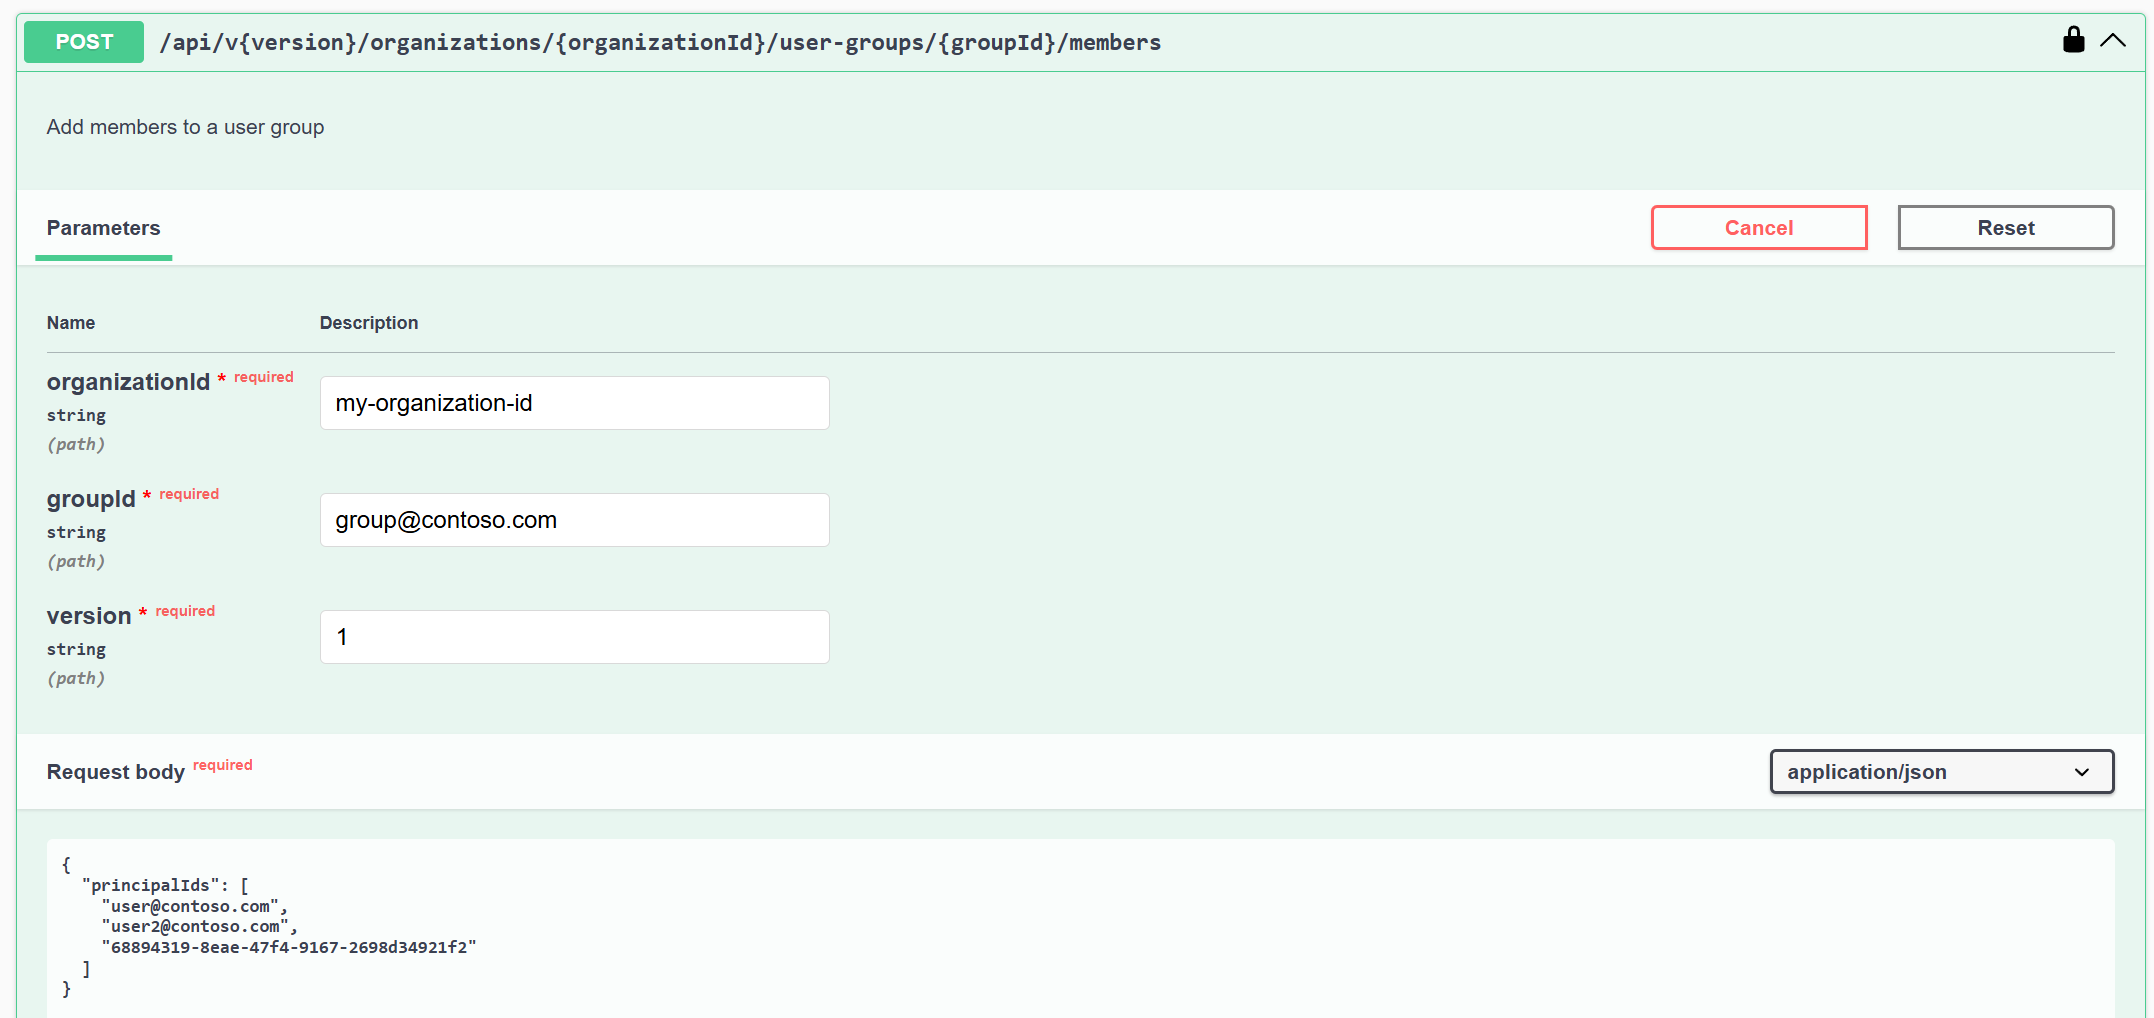 POST /api/v{version}/organizations/{organizationId}/user-groups/{groupId}/members
Add members to a user group
Parameters
Cancel
Reset
Name
Description
organizationId * required
string
(path)
my-organization-id
groupId * required
string
(path)
group@contoso.com
version * required
string
(path)
1
Request body required
application/json
{
  "principalIds": [
    "user@contoso.com",
    "user2@contoso.com",
    "68894319-8eae-47f4-9167-2698d34921f2"
  ]
}